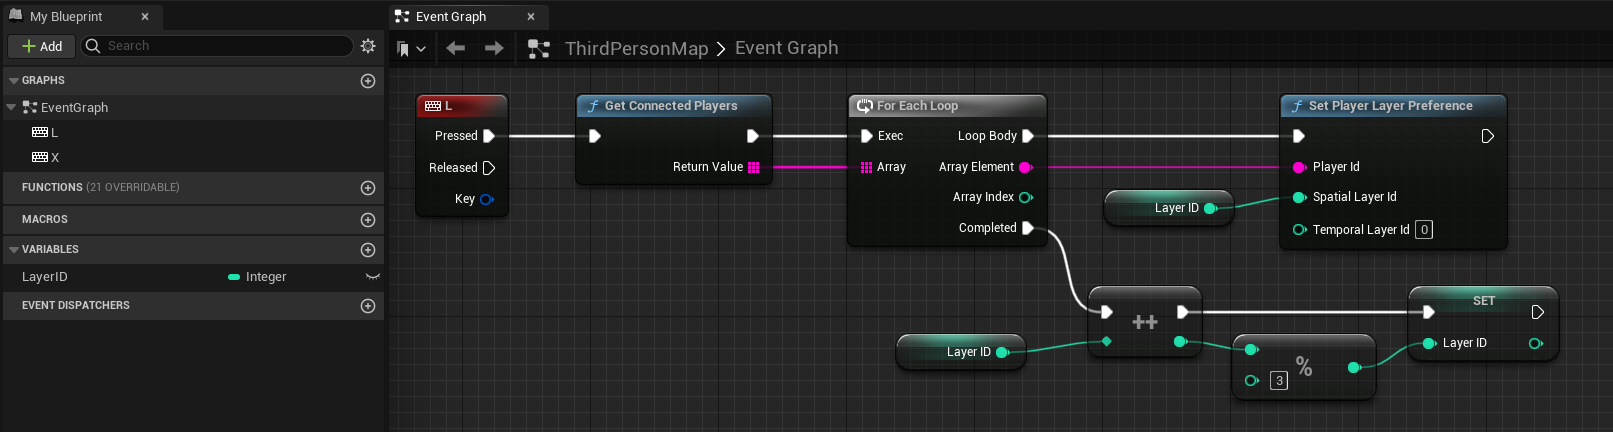 My Blueprint
Add
Search
GRAPHS
EventGraph
L
X
FUNCTIONS (21 OVERRIDABLE)
MACROS
VARIABLES
LayerID
Integer
EVENT DISPATCHERS
Event Graph
ThirdPersonMap > Event Graph
L
Pressed
Released
Key
Get Connected Players
Return Value
For Each Loop
Exec
Loop Body
Array
Array Element
Array Index
Completed
Layer ID
Set Player Layer Preference
Player Id
Spatial Layer Id
Temporal Layer Id 0
Layer ID
++
%
3
SET
Layer ID